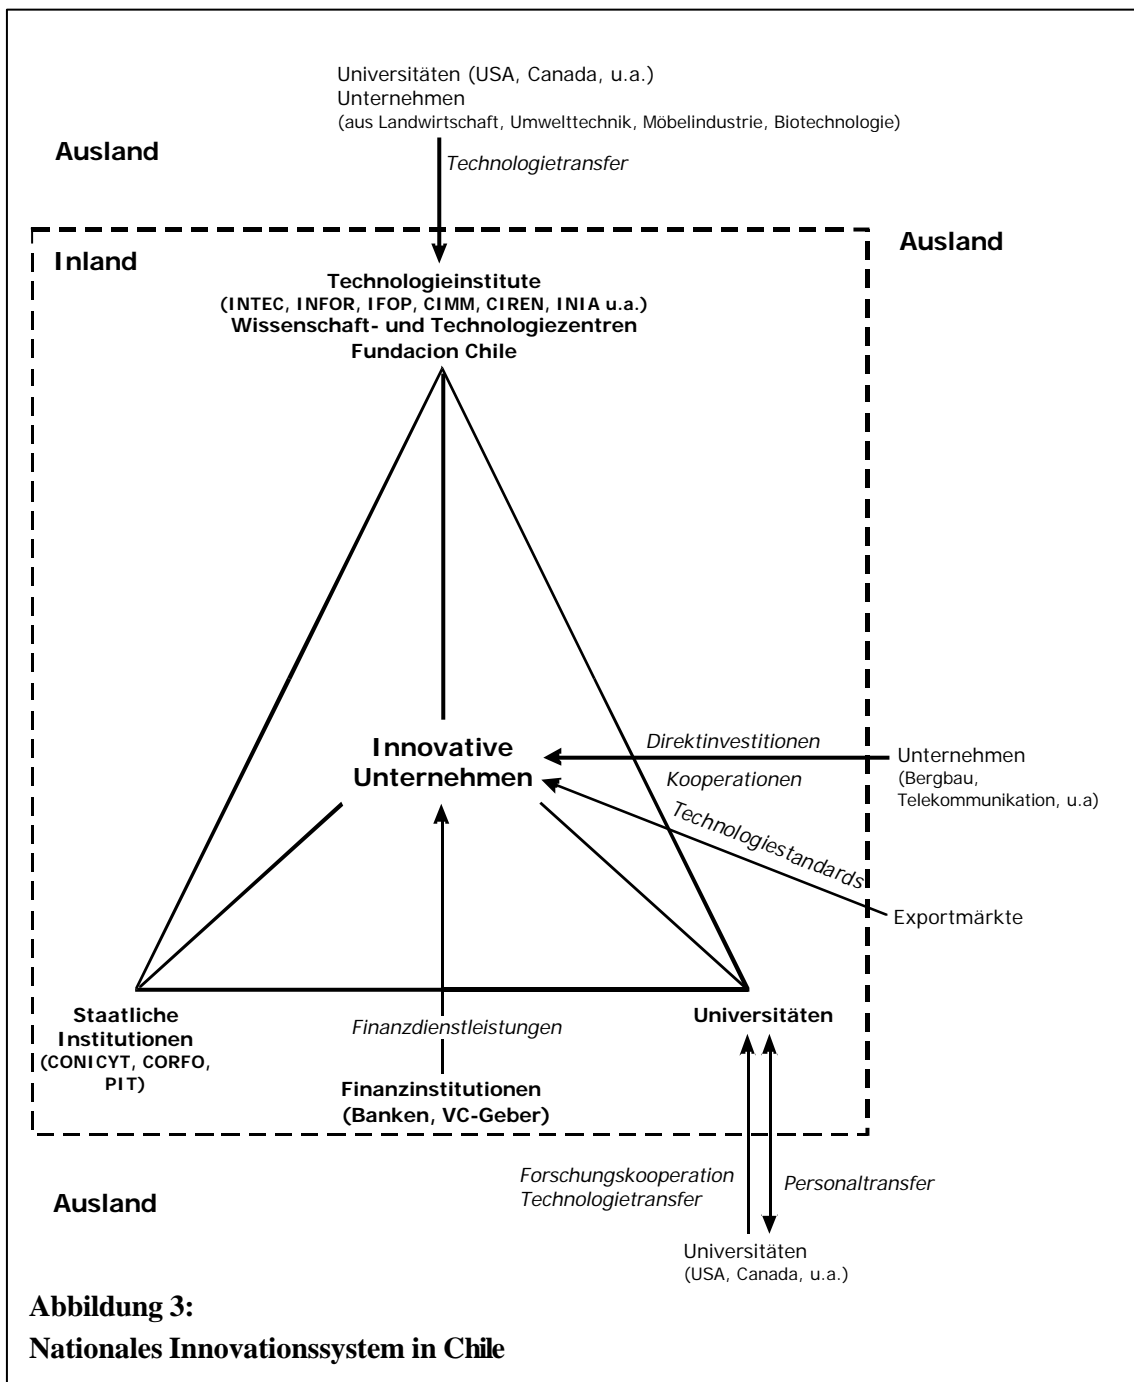 Universitäten (USA, Canada, u.a.)
Unternehmen
(aus Landwirtschaft, Umwelttechnik, Möbelindustrie, Biotechnologie)
Ausland
Technologietransfer
Ausland
Inland
Technologieinstitute
(INTEC, INFOR, IFOP, CIMM, CIREN, INIA u.a.)
Wissenschaft- und Technologiezentren
Fundacion Chile
Innovative
Unternehmen
Direktinvestitionen
Kooperationen
Unternehmen
(Bergbau,
Telekommunikation, u.a)
Technologiestandards
Exportmärkte
Staatliche
Institutionen
(CONICYT, CORFO,
PIT)
Finanzdienstleistungen
Universitäten
Finanzinstitutionen
(Banken, VC-Geber)
Ausland
Forschungskooperation
Technologietransfer
Personaltransfer
Universitäten
(USA, Canada, u.a.)
Abbildung 3:
Nationales Innovationssystem in Chile